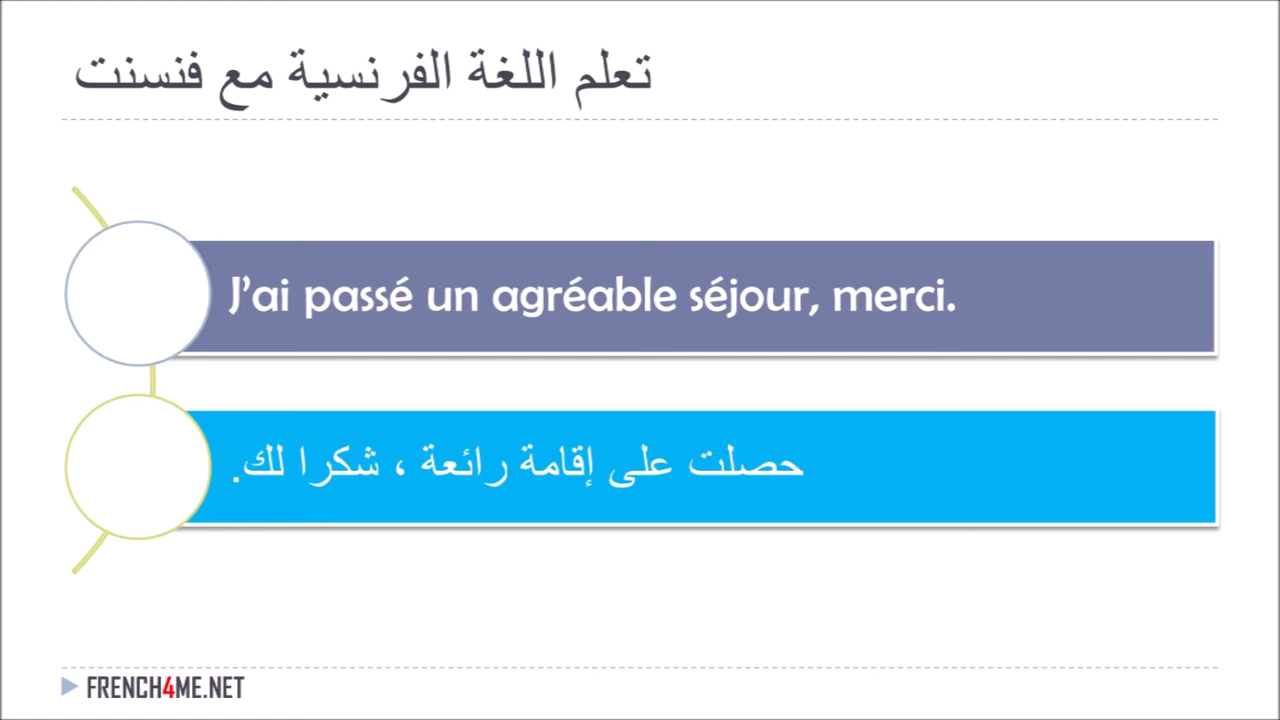 تعلم اللغة الفرنسية مع فنسنت
J’ai passé un agréable séjour, merci.
حصلت على إقامة رائعة ، شكرا لك.
FRENCH4ME.NET